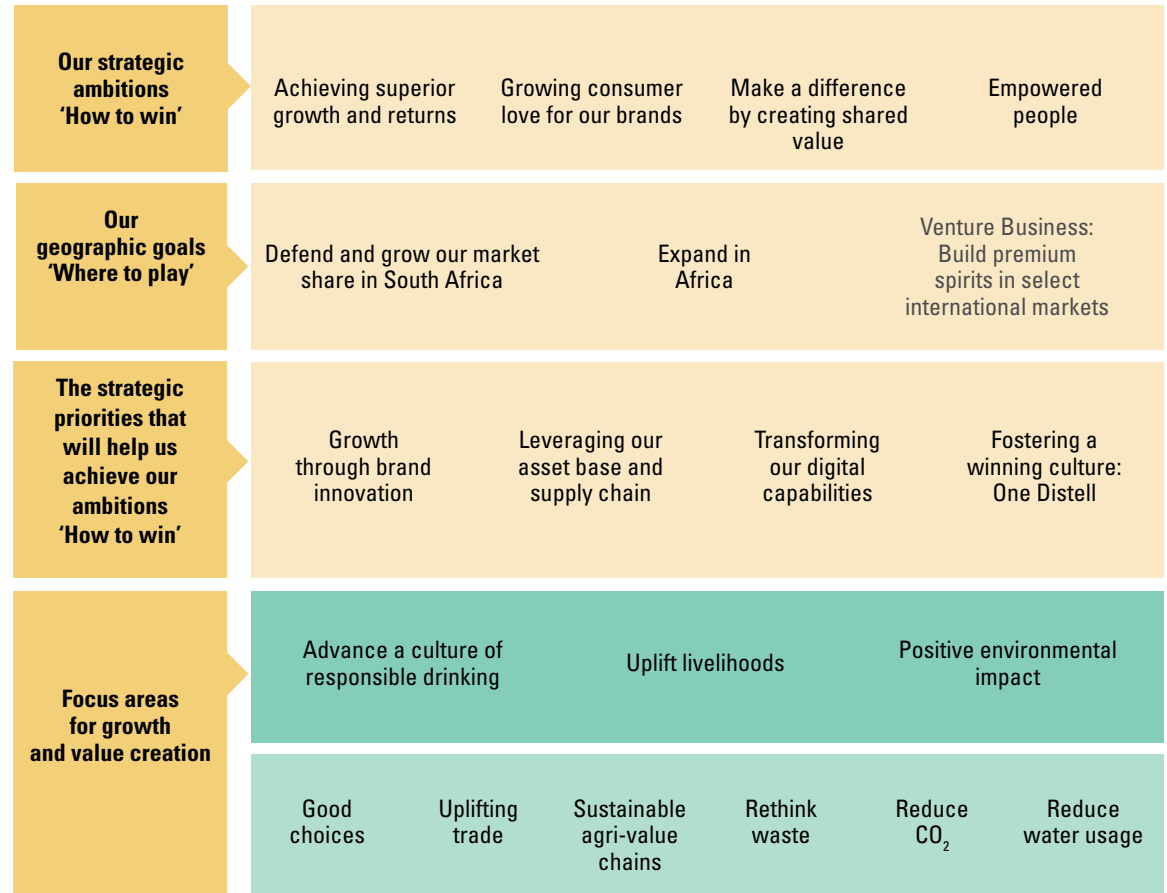 Our strategic
ambitions
‘How to win’
Achieving superior
growth and returns
Growing consumer
love for our brands
Make a difference
by creating shared
value
Empowered
people
Our
geographic goals
‘Where to play’
Defend and grow our market
share in South Africa
Expand in
Africa
Venture Business:
Build premium
spirits in select
international markets
The strategic
priorities that
will help us
achieve our
ambitions
‘How to win’
Growth
through brand
innovation
Leveraging our
asset base and
supply chain
Transforming
our digital
capabilities
Fostering a
winning culture:
One Distell
Focus areas
for growth
and value creation
Advance a culture of
responsible drinking
Uplift livelihoods
Positive environmental
impact
Good
choices
Uplifting
trade
Sustainable
agri-value
chains
Rethink
waste
Reduce
CO₂
Reduce
water usage